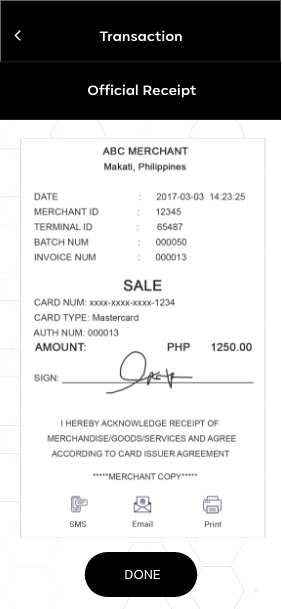 Transaction
Official Receipt
ABC MERCHANT
Makati, Philippines
DATE : 2017-03-03 14:23:25
MERCHANT ID : 12345
TERMINAL ID : 65487
BATCH NUM : 000050
INVOICE NUM : 000013
SALE
CARD NUM: xxxx-xxxx-xxxx-1234
CARD TYPE: Mastercard
AUTH NUM: 000013
AMOUNT: PHP 1250.00
SIGN:
I HEREBY ACKNOWLEDGE RECEIPT OF
MERCHANDISE/GOODS/SERVICES AND AGREE
ACCORDING TO CARD ISSUER AGREEMENT
*****MERCHANT COPY*****
SMS Email Print
DONE